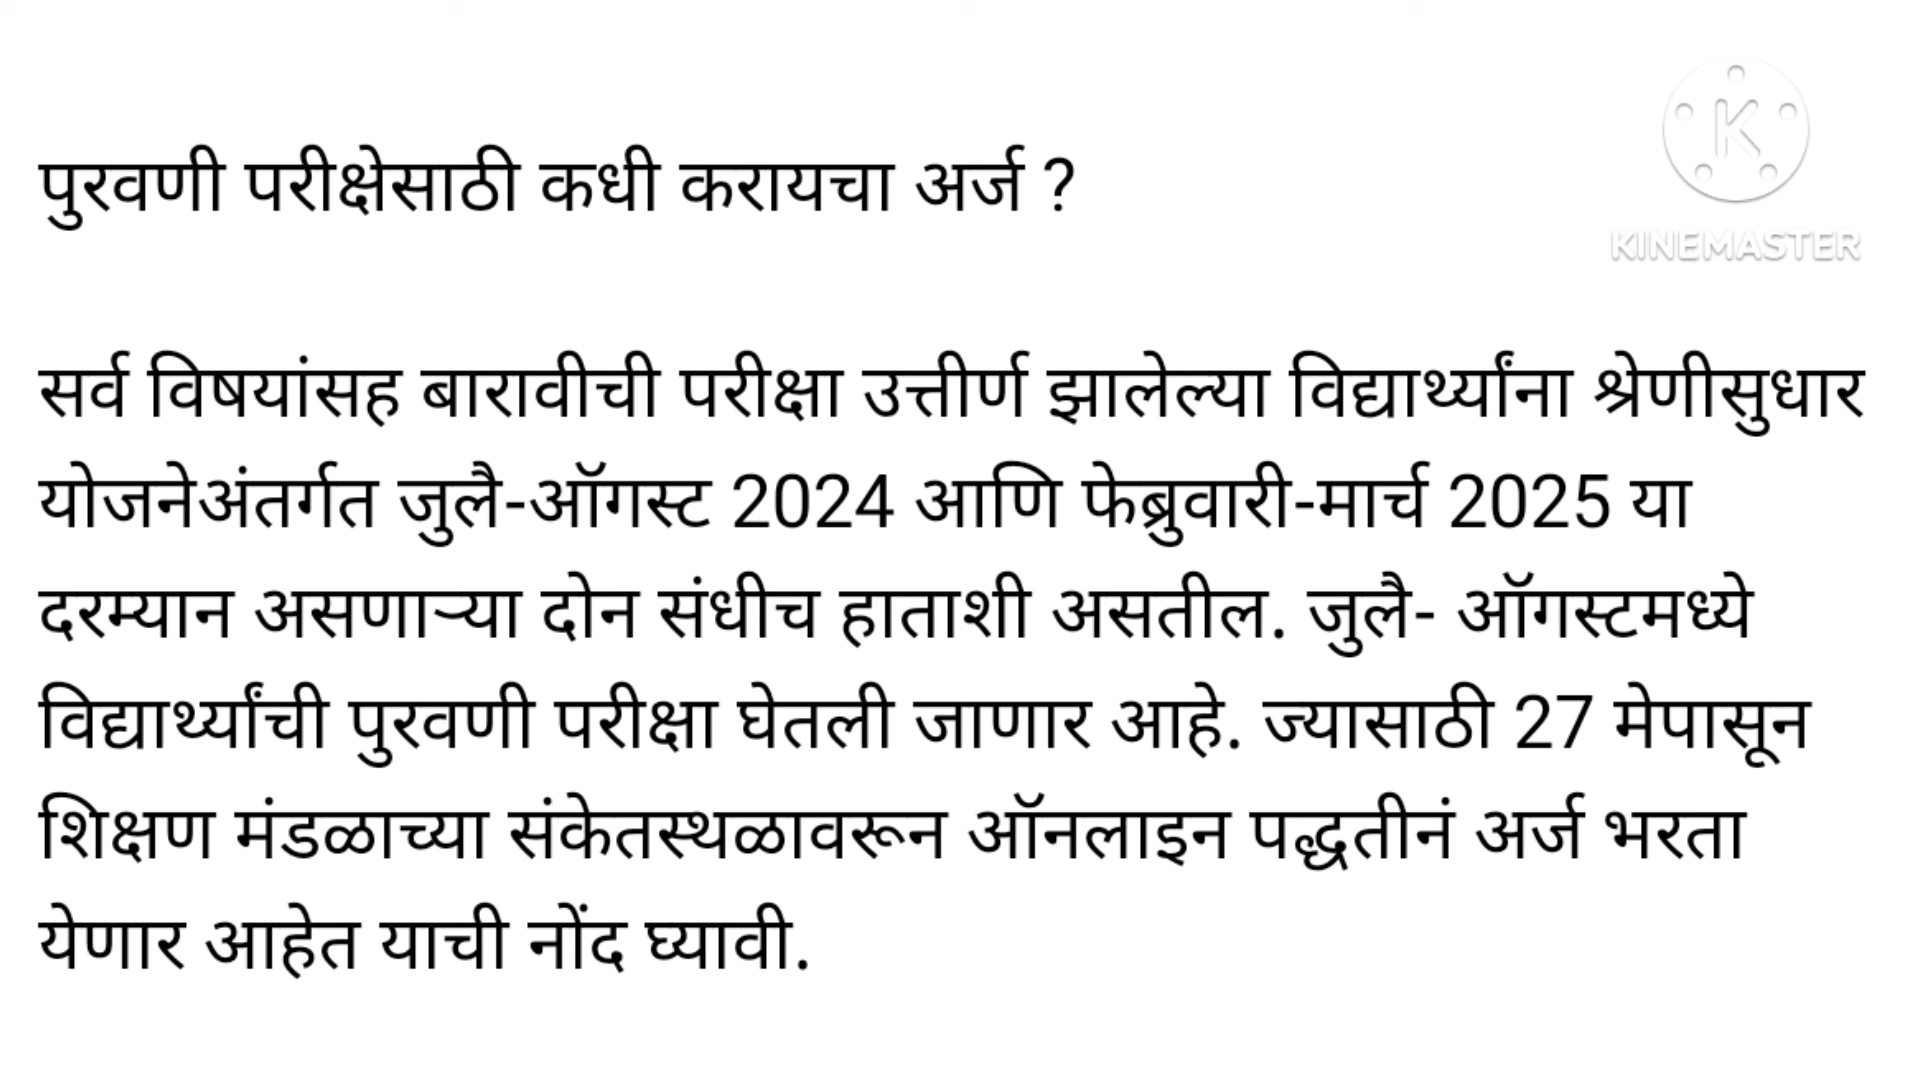 पुरवणी परीक्षेसाठी कधी करायचा अर्ज ?
KINEMASTER
सर्व विषयांसह बारावीची परीक्षा उत्तीर्ण झालेल्या विद्यार्थ्यांना श्रेणीसुधार
योजनेअंतर्गत जुलै-ऑगस्ट 2024 आणि फेब्रुवारी-मार्च 2025 या
दरम्यान असणाऱ्या दोन संधीच हाताशी असतील. जुलै- ऑगस्टमध्ये
विद्यार्थ्यांची पुरवणी परीक्षा घेतली जाणार आहे. ज्यासाठी 27 मेपासून
शिक्षण मंडळाच्या संकेतस्थळावरून ऑनलाइन पद्धतीनं अर्ज भरता
येणार आहेत याची नोंद घ्यावी.